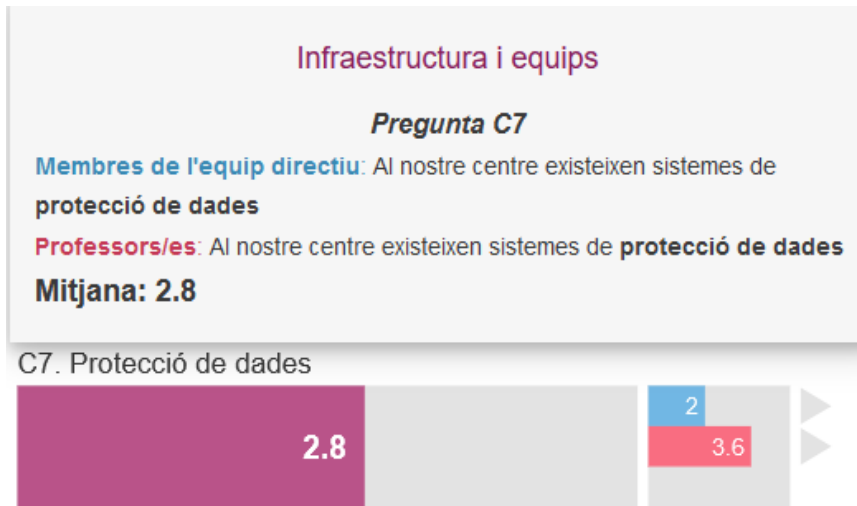 Infraestructura i equips
Pregunta C7
Membres de l'equip directiu: Al nostre centre existeixen sistemes de
protecció de dades
Professors/es: Al nostre centre existeixen sistemes de protecció de dades
Mitjana: 2.8
C7. Protecció de dades
2.8
2
3.6